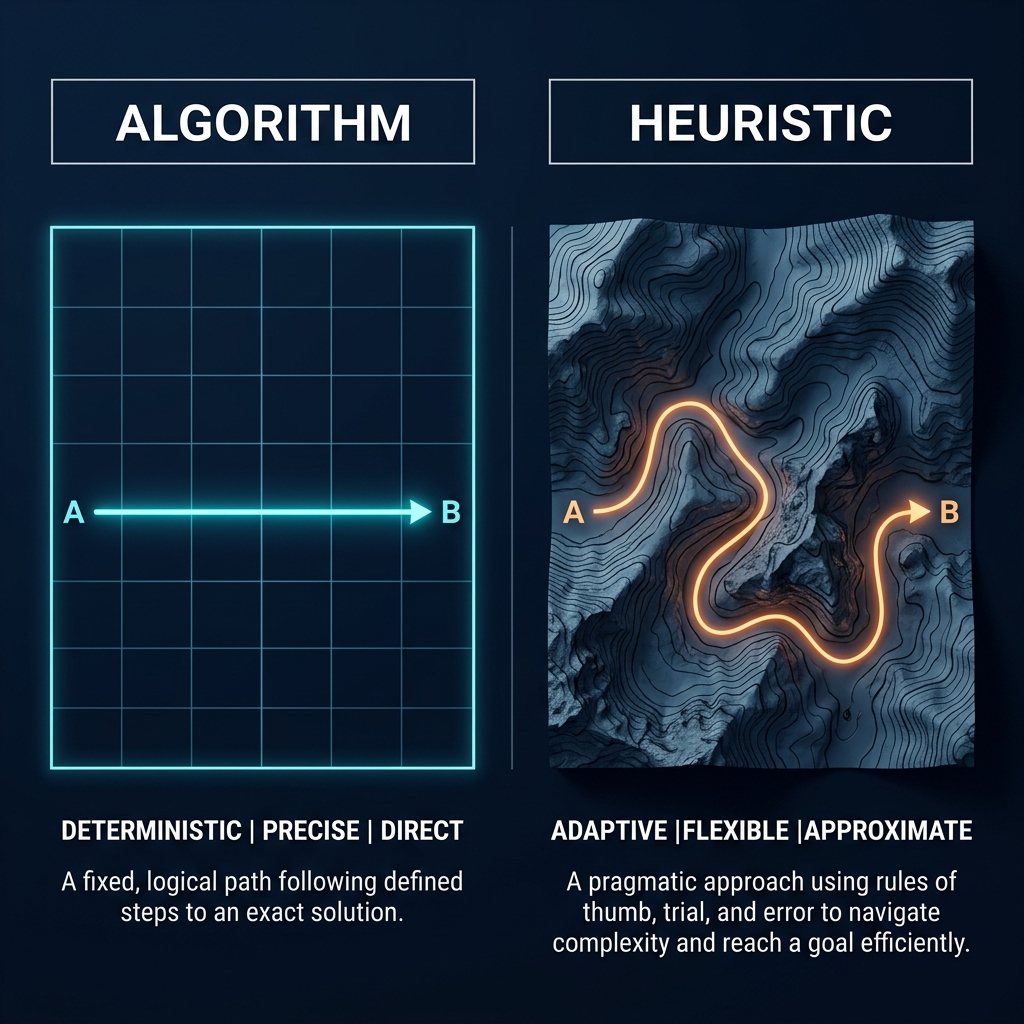 ALGORITHM
HEURISTIC
A
B
A
B
DETERMINISTIC | PRECISE | DIRECT
A fixed, logical path following defined
steps to an exact solution.
ADAPTIVE |FLEXIBLE |APPROXIMATE
A pragmatic approach using rules of
thumb, trial, and error to navigate
complexity and reach a goal efficiently.